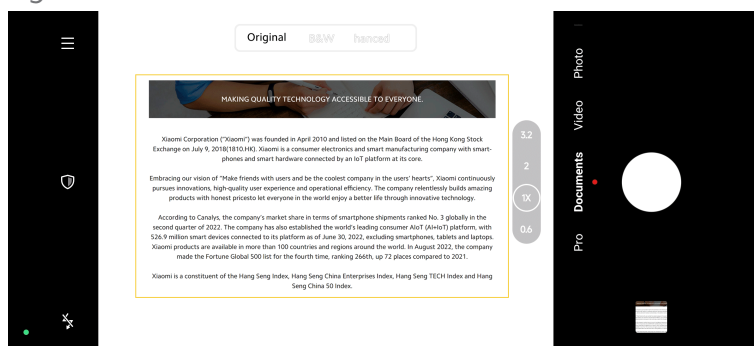 Original B&W hanced
MAKING QUALITY TECHNOLOGY ACCESSIBLE TO EVERYONE.
Xiaomi Corporation ("Xiaomi") was founded in April 2010 and listed on the Main Board of the Hong Kong Stock
Exchange on July 9, 2018(1810.HK). Xiaomi is a consumer electronics and smart manufacturing company with smart-
phones and smart hardware connected by an IoT platform at its core.
Embracing our vision of "Make friends with users and be the coolest company in the users' hearts", Xiaomi continuously
pursues innovations, high-quality user experience and operational efficiency. The company relentlessly builds amazing
products with honest pricesto let everyone in the world enjoy a better life through innovative technology.
According to Canalys, the company's market share in terms of smartphone shipments ranked No. 3 globally in the
second quarter of 2022. The company has also established the world's leading consumer AIoT (AI+IoT) platform, with
526.9 million smart devices connected to its platform as of June 30, 2022, excluding smartphones, tablets and laptops.
Xiaomi products are available in more than 100 countries and regions around the world. In August 2022, the company
made the Fortune Global 500 list for the fourth time, ranking 266th, up 72 places compared to 2021.
Xiaomi is a constituent of the Hang Seng Index, Hang Seng China Enterprises Index, Hang Seng TECH Index and Hang
Seng China 50 Index.
3.2
2
1X
0.6
Photo
Video
Documents
Pro